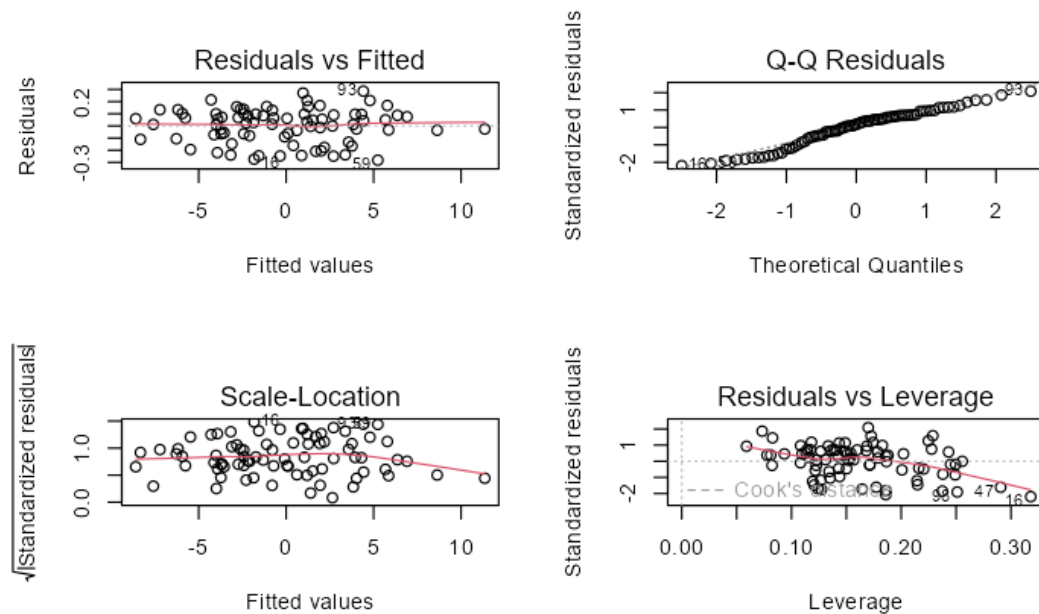 Residuals vs Fitted
Residuals
0.2
-0.3
93
16
59
-5 0 5 10
Fitted values
Q-Q Residuals
Standardized residuals
1
-2
93
16
-2 -1 0 1 2
Theoretical Quantiles
Scale-Location
√|Standardized residuals|
1.0
0.0
16
-5 0 5 10
Fitted values
Residuals vs Leverage
Standardized residuals
1
-2
Cook's distance
47
16
0.00 0.10 0.20 0.30
Leverage